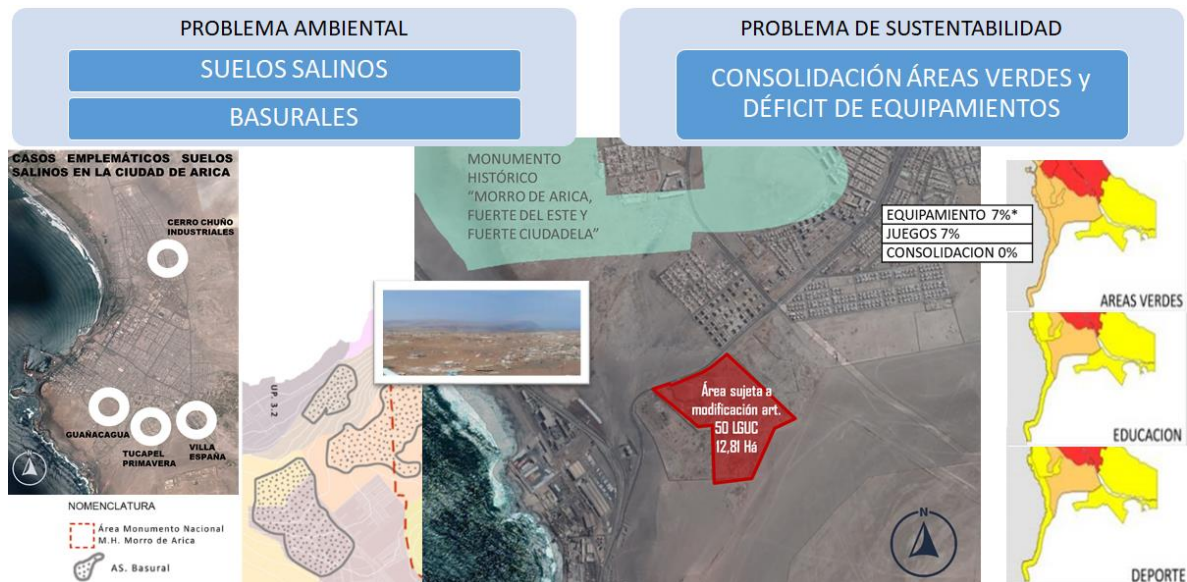 PROBLEMA AMBIENTAL
SUELOS SALINOS
BASURALES
PROBLEMA DE SUSTENTABILIDAD
CONSOLIDACIÓN ÁREAS VERDES y
DÉFICIT DE EQUIPAMIENTOS
CASOS EMPLEMÁTICOS SUELOS
SALINOS EN LA CIUDAD DE ARICA
CERRO CHUÑO
INDUSTRIALES
GUAÑACAGUA
TUCAPEL
PRIMAVERA
VILLA
ESPAÑA
NOMENCLATURA
Área Monumento Nacional
M.H. Morro de Arica
AS. Basural
UP. 3.2
MONUMENTO
HISTÓRICO
"MORRO DE ARICA,
FUERTE DEL ESTE Y
FUERTE CIUDADELA"
Área sujeta a
modificación art.
50 LGUC
12,81 Há
N
EQUIPAMIENTO 7%*
JUEGOS 7%
CONSOLIDACION 0%
AREAS VERDES
EDUCACION
DEPORTE